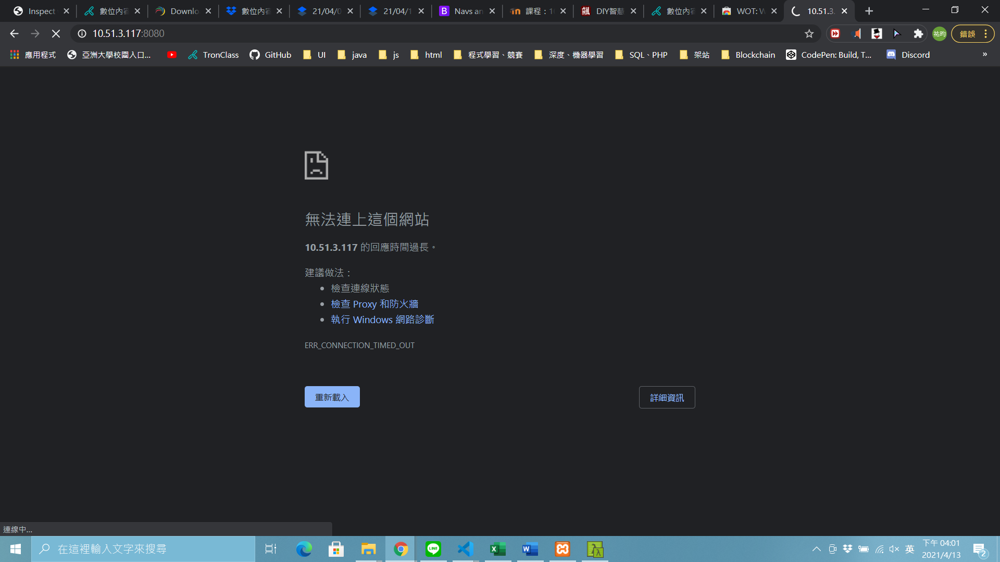 Inspect
數位內容
Downlo
數位內容
21/04/0
21/04/1
Navs an
課程：10
DIY智慧
數位內容
WOT: W
10.51.3.
10.51.3.117:8080
祐昀
錯誤
應用程式
亞洲大學校園入口...
TronClass
GitHub
UI
java
js
html
程式學習、競賽
深度、機器學習
SQL、PHP
架站
Blockchain
CodePen: Build, T...
Discord
»
無法連上這個網站
10.51.3.117 的回應時間過長。
建議做法：
檢查連線狀態
檢查 Proxy 和防火牆
執行 Windows 網路診斷
ERR_CONNECTION_TIMED_OUT
重新載入
詳細資訊
連線中...
在這裡輸入文字來搜尋
英
下午 04:01
2021/4/13
2